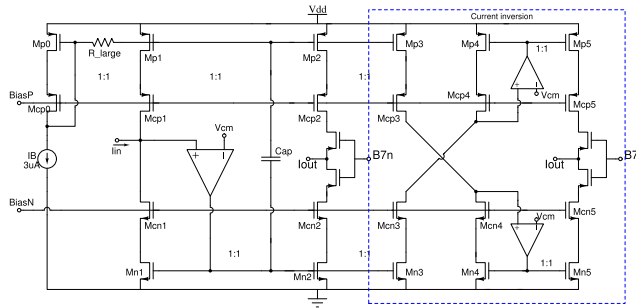 Vdd
Current inversion
Mp0
R_large
Mp1
Mp2
Mp3
Mp4
1:1
Mp5
1:1
1:1
1:1
Vcm
BiasP
Mcp0
Mcp1
Mcp2
Mcp3
Mcp4
Mcp5
IB
3uA
Iin
Vcm
Cap
Iout
B7n
Iout
B7
BiasN
Mcn1
Mcn2
Mcn3
Mcn4
Vcm
Mcn5
1:1
1:1
1:1
Mn1
Mn2
Mn3
Mn4
Mn5